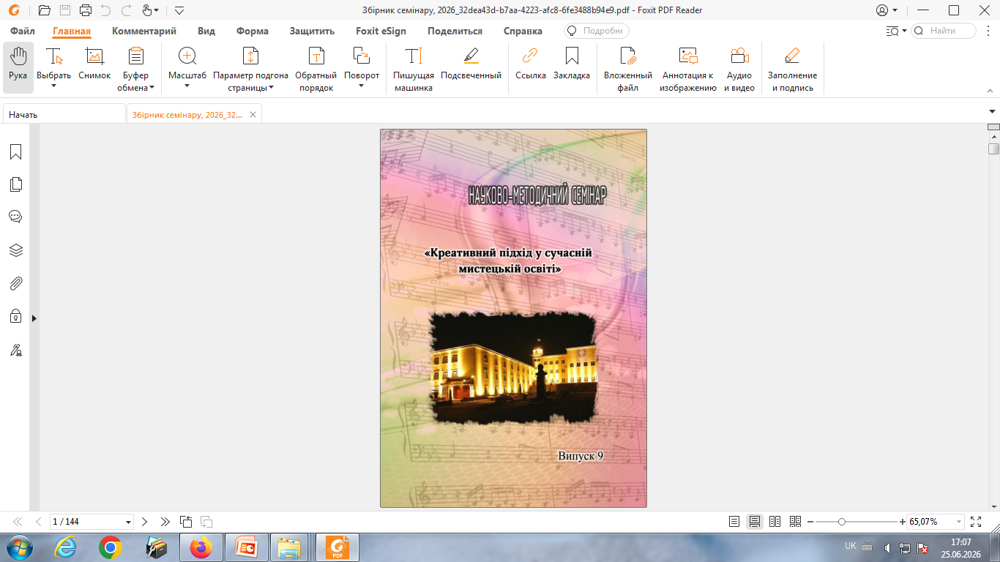 Збірник семінару, 2026_32dea43d-b7aa-4223-afc8-6fe3488b94e9.pdf - Foxit PDF Reader
Файл Главная Комментарий Вид Форма Защитить Foxit eSign Поделиться Справка Подробне Найти
Рука Выбрать Снимок Буфер обмена Масштаб Параметр подгона страницы Обратный порядок Поворот Пишущая машинка Подсвеченный Ссылка Закладка Вложенный файл Аннотация к изображению Аудио и видео Заполнение и подпись
Начать Збірник семінару, 2026_32...
simile
НАУКОВО-МЕТОДИЧНИЙ СЕМІНАР
«Креативний підхід у сучасній
мистецькій освіті»
cresc.
Випуск 9
1 / 144 65,07%
PDF UK 17:07
25.06.2026